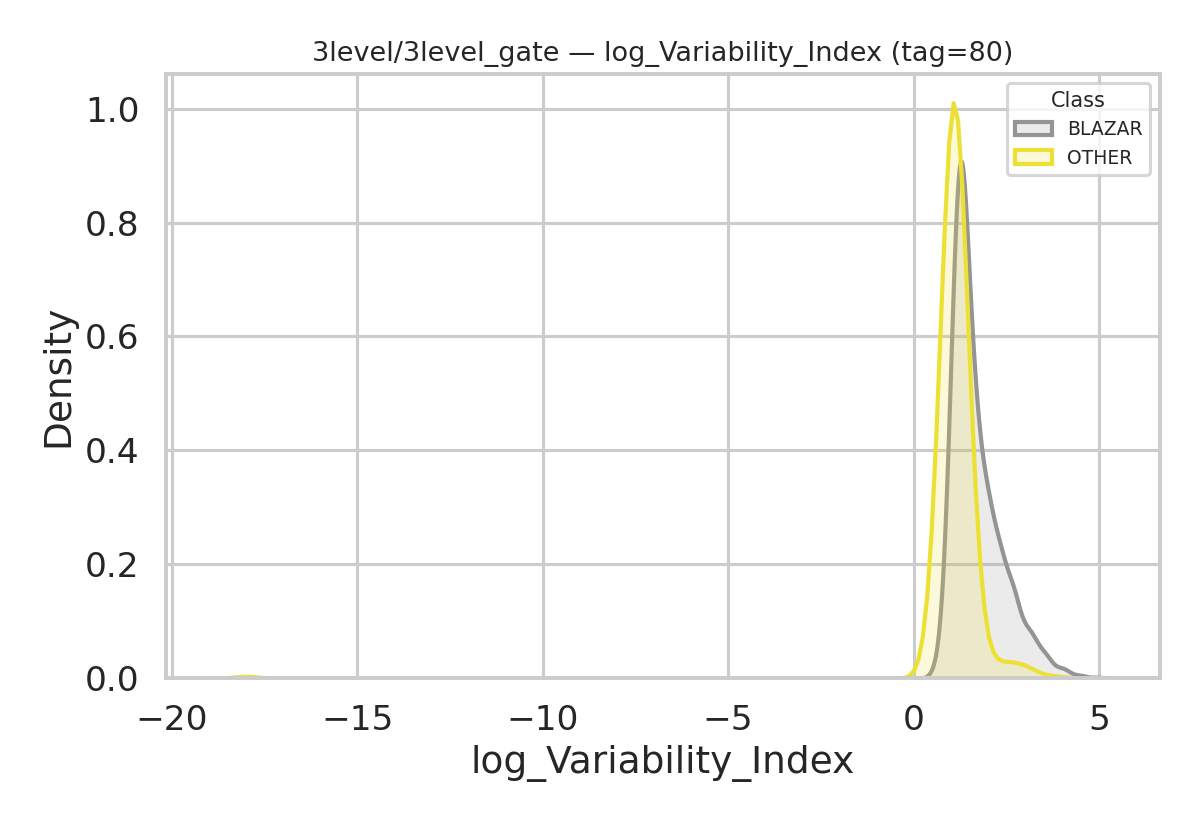 3level/3level_gate — log_Variability_Index (tag=80)
Class
BLAZAR
OTHER
1.0
0.8
0.6
0.4
0.2
0.0
Density
−20
−15
−10
−5
0
5
log_Variability_Index